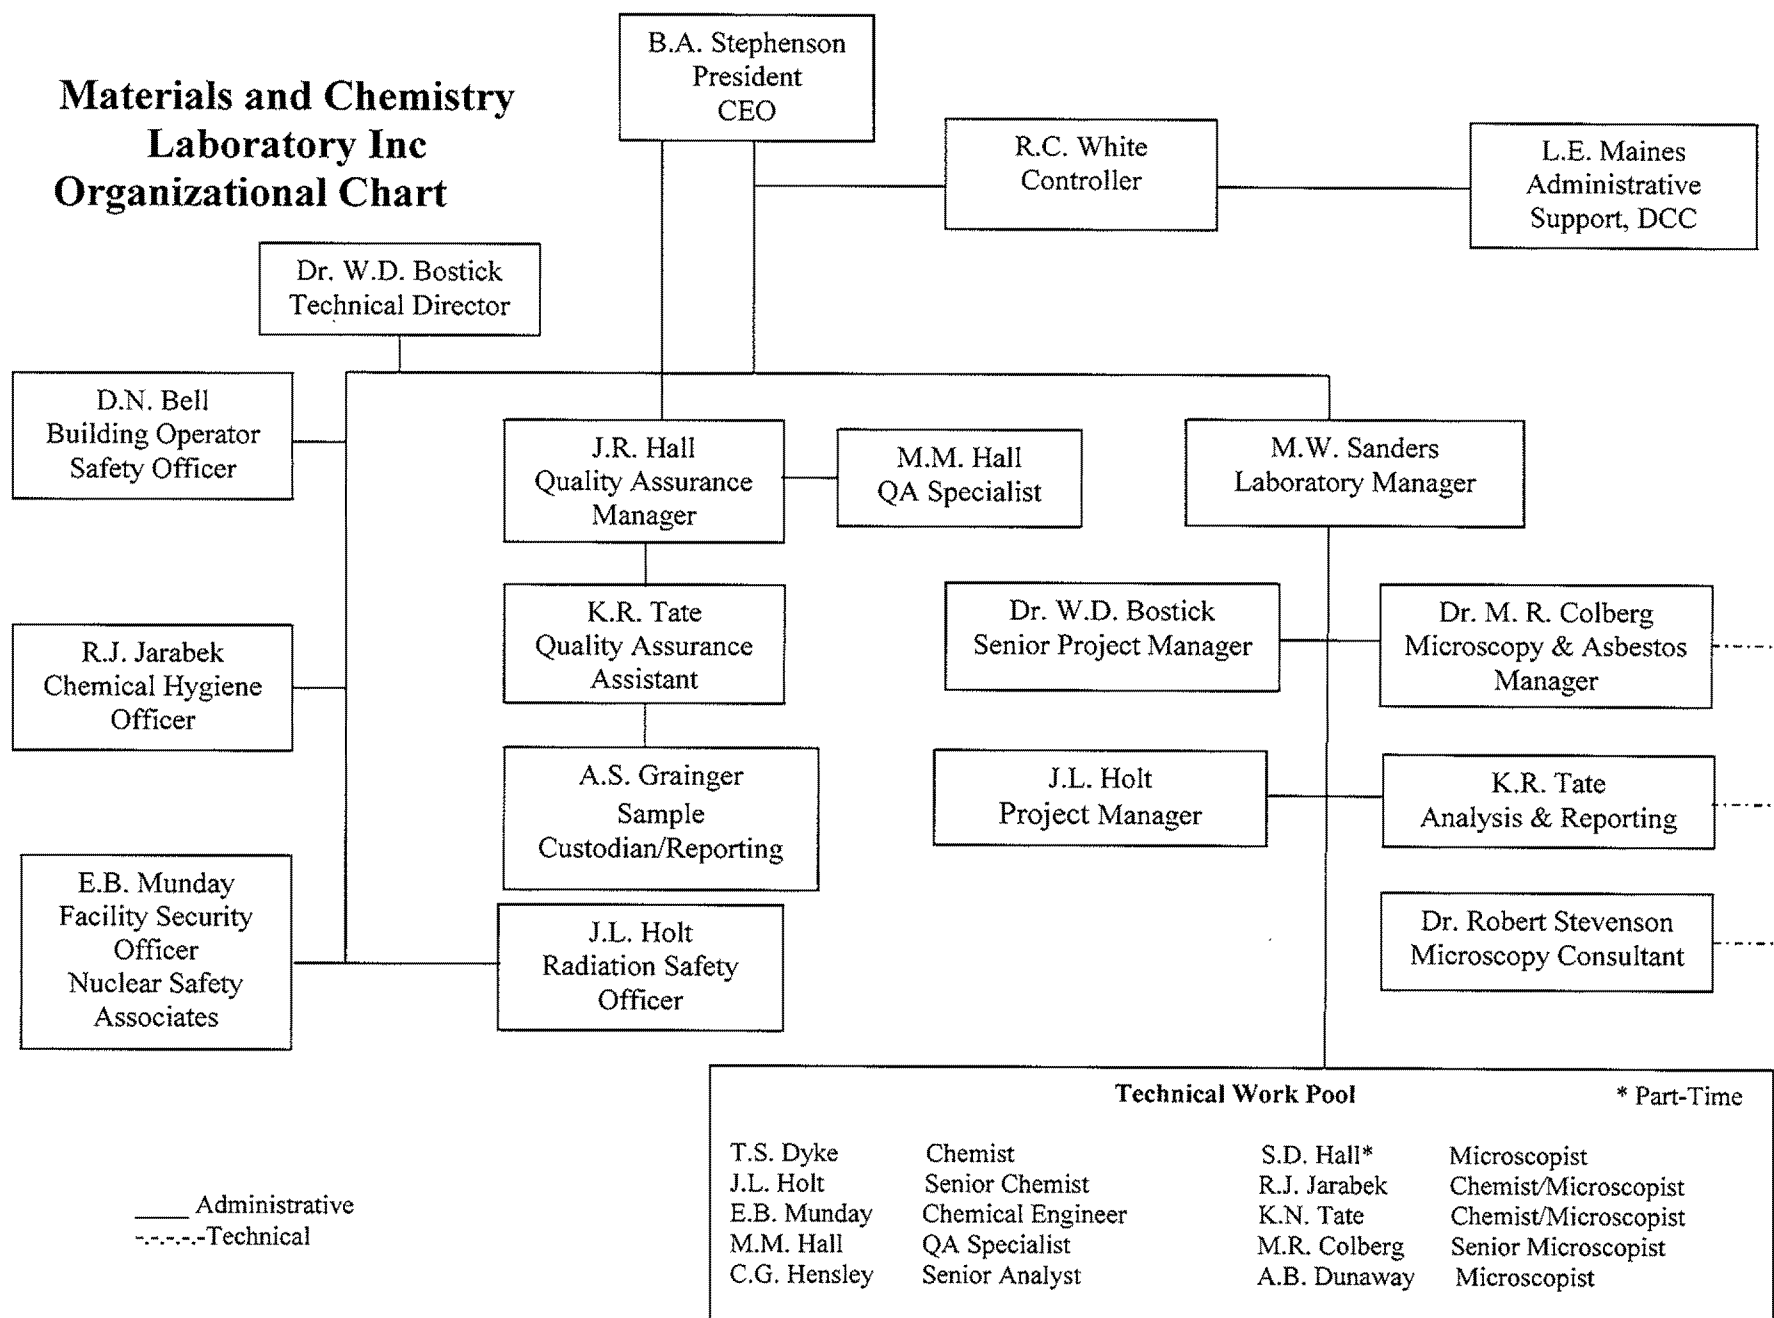 B.A. Stephenson
President
CEO
Materials and Chemistry
Laboratory Inc
Organizational Chart
R.C. White
Controller
L.E. Maines
Administrative
Support, DCC
Dr. W.D. Bostick
Technical Director
D.N. Bell
Building Operator
Safety Officer
J.R. Hall
Quality Assurance
Manager
M.M. Hall
QA Specialist
M.W. Sanders
Laboratory Manager
R.J. Jarabek
Chemical Hygiene
Officer
K.R. Tate
Quality Assurance
Assistant
Dr. W.D. Bostick
Senior Project Manager
Dr. M. R. Colberg
Microscopy & Asbestos
Manager
A.S. Grainger
Sample
Custodian/Reporting
J.L. Holt
Project Manager
K.R. Tate
Analysis & Reporting
E.B. Munday
Facility Security
Officer
Nuclear Safety
Associates
J.L. Holt
Radiation Safety
Officer
Dr. Robert Stevenson
Microscopy Consultant
Technical Work Pool * Part-Time
T.S. Dyke Chemist S.D. Hall* Microscopist
J.L. Holt Senior Chemist R.J. Jarabek Chemist/Microscopist
E.B. Munday Chemical Engineer K.N. Tate Chemist/Microscopist
M.M. Hall QA Specialist M.R. Colberg Senior Microscopist
C.G. Hensley Senior Analyst A.B. Dunaway Microscopist
____ Administrative
-.-.-.-.-Technical